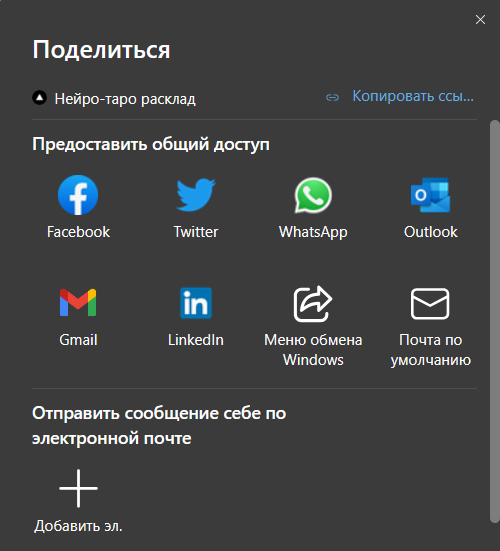 Поделиться
Нейро-таро расклад
Копировать ссы...
Предоставить общий доступ
Facebook
Twitter
WhatsApp
Outlook
Gmail
LinkedIn
Меню обмена
Windows
Почта по
умолчанию
Отправить сообщение себе по
электронной почте
Добавить эл.